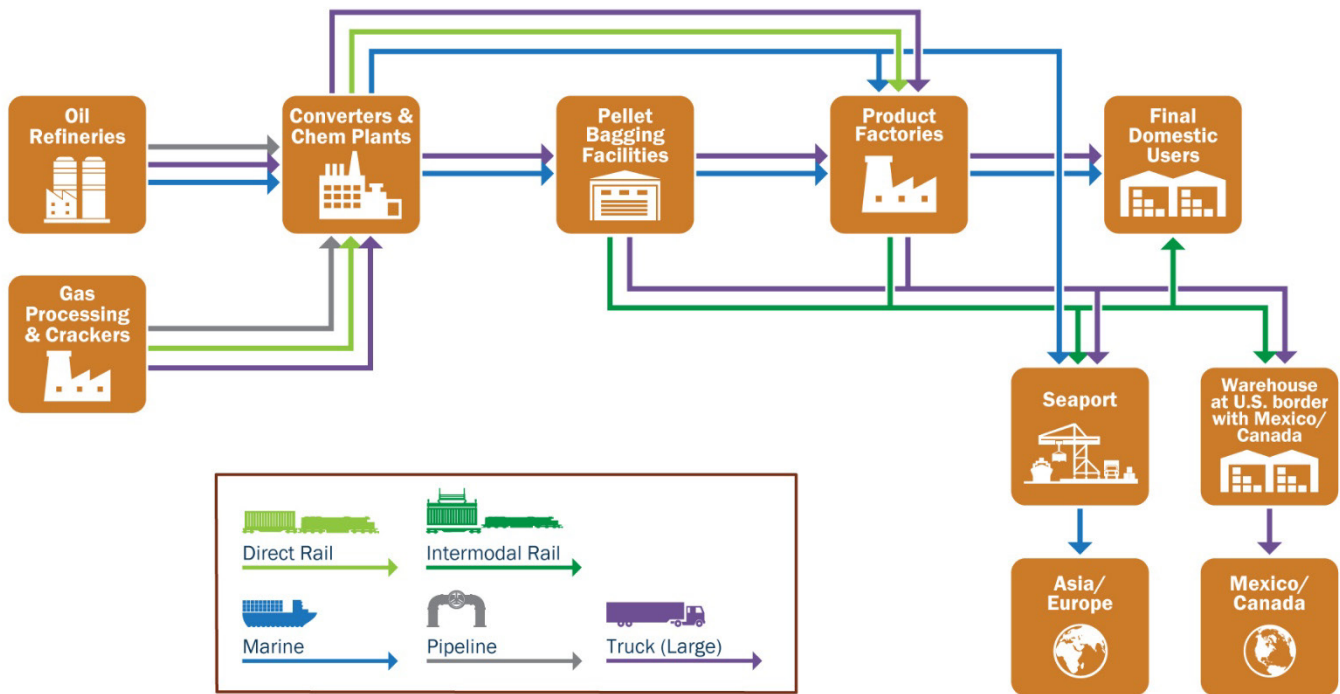 Oil
Refineries
Converters &
Chem Plants
Pellet
Bagging
Facilities
Product
Factories
Final
Domestic
Users
Gas
Processing
& Crackers
Seaport
Warehouse
at U.S. border
with Mexico/
Canada
Direct Rail
Intermodal Rail
Marine
Pipeline
Truck (Large)
Asia/
Europe
Mexico/
Canada